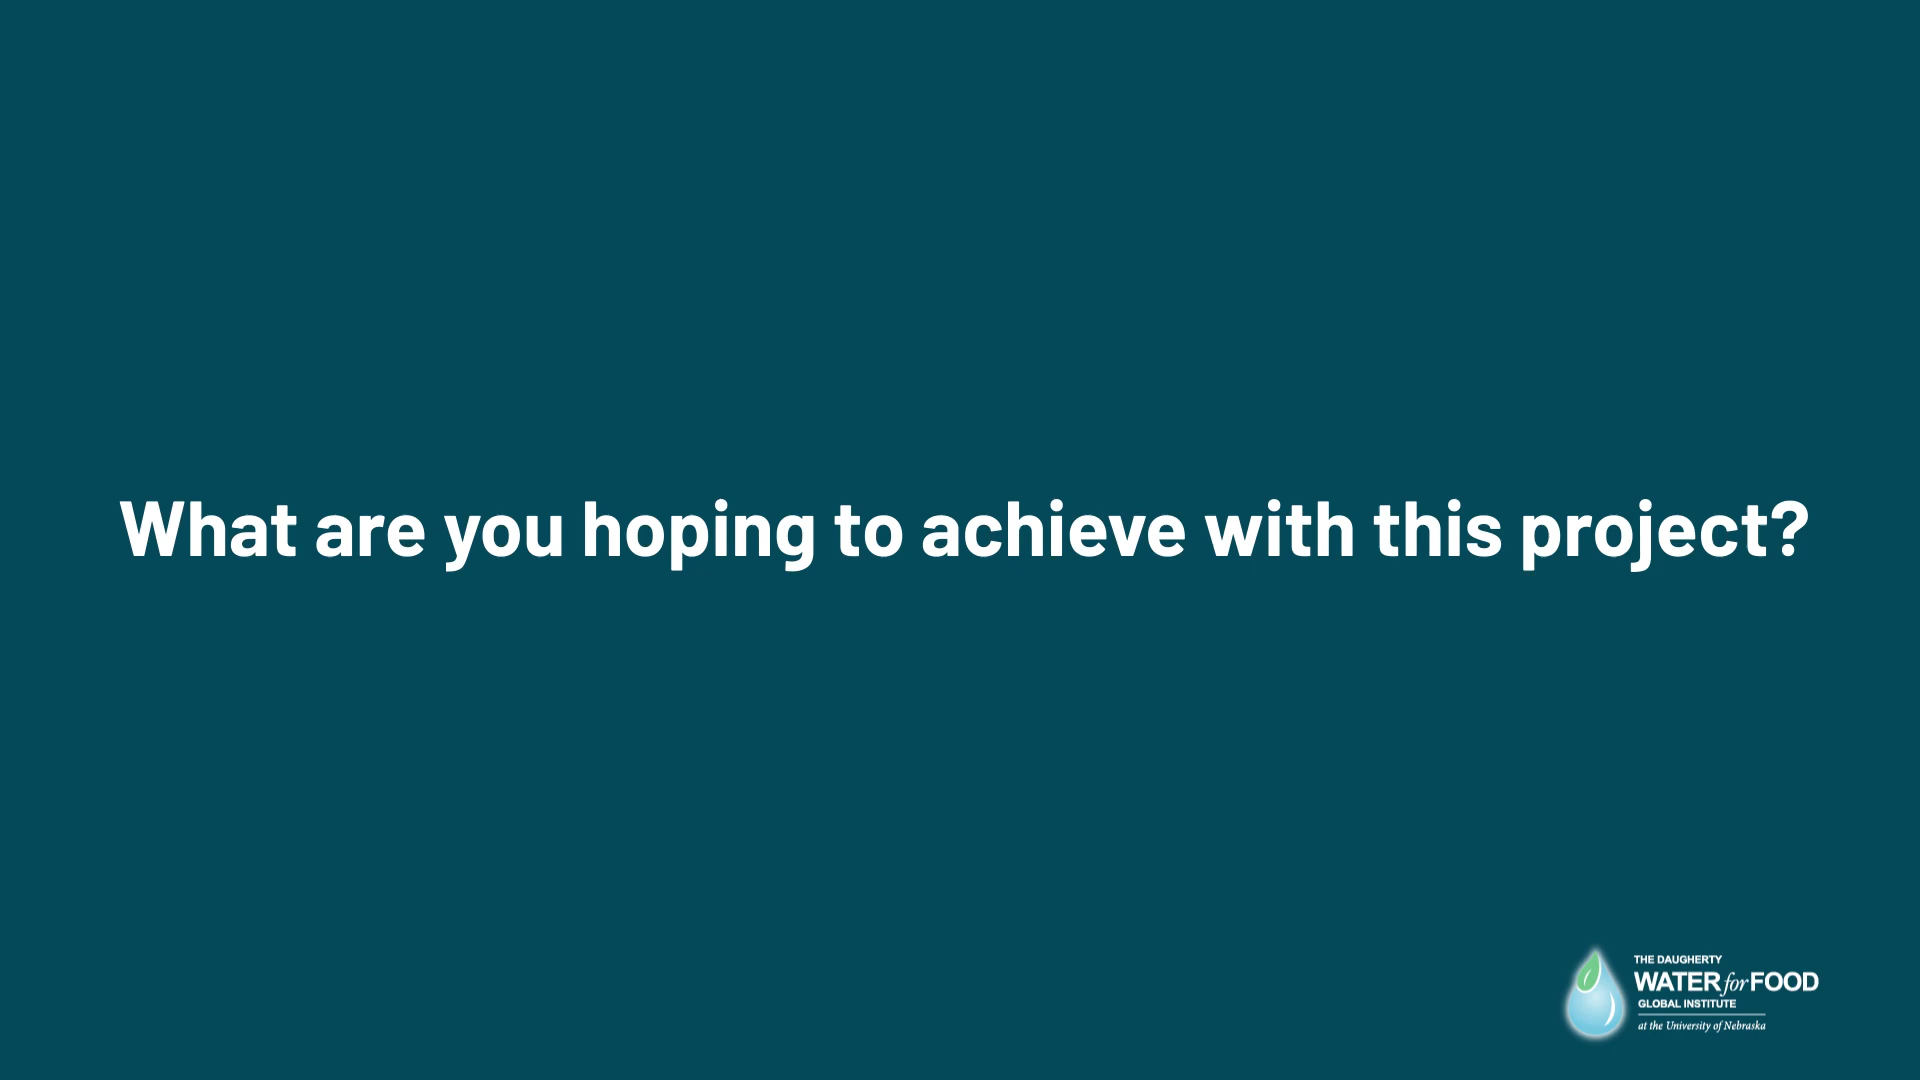 What are you hoping to achieve with this project?
THE DAUGHERTY
WATER for FOOD
GLOBAL INSTITUTE
at the University of Nebraska